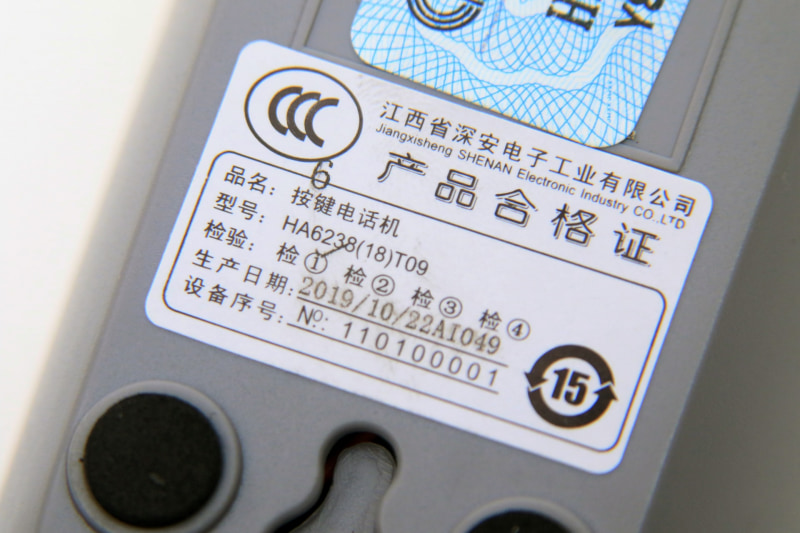 江西省深安电子工业有限公司
Jiangxisheng SHENAN Electronic Industry CO.,LTD
产品合格证
6
品名: 按键电话机
型号: HA6238(18)T09
检验: 检① 检② 检③ 检④
生产日期: 2019/10/22AI049
设备序号: №: 110100001
15